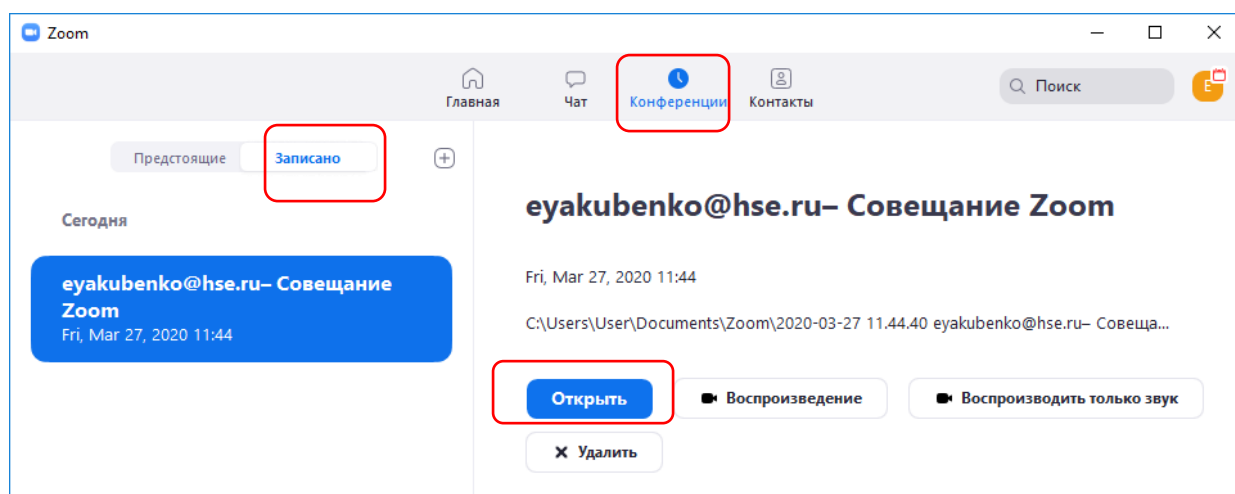 Zoom
Главная
Чат
Конференции
Контакты
Поиск
E
Предстоящие
Записано
Сегодня
eyakubenko@hse.ru– Совещание
Zoom
Fri, Mar 27, 2020 11:44
eyakubenko@hse.ru– Совещание Zoom
Fri, Mar 27, 2020 11:44
C:\Users\User\Documents\Zoom\2020-03-27 11.44.40 eyakubenko@hse.ru– Совеща...
Открыть
Воспроизведение
Воспроизводить только звук
Удалить